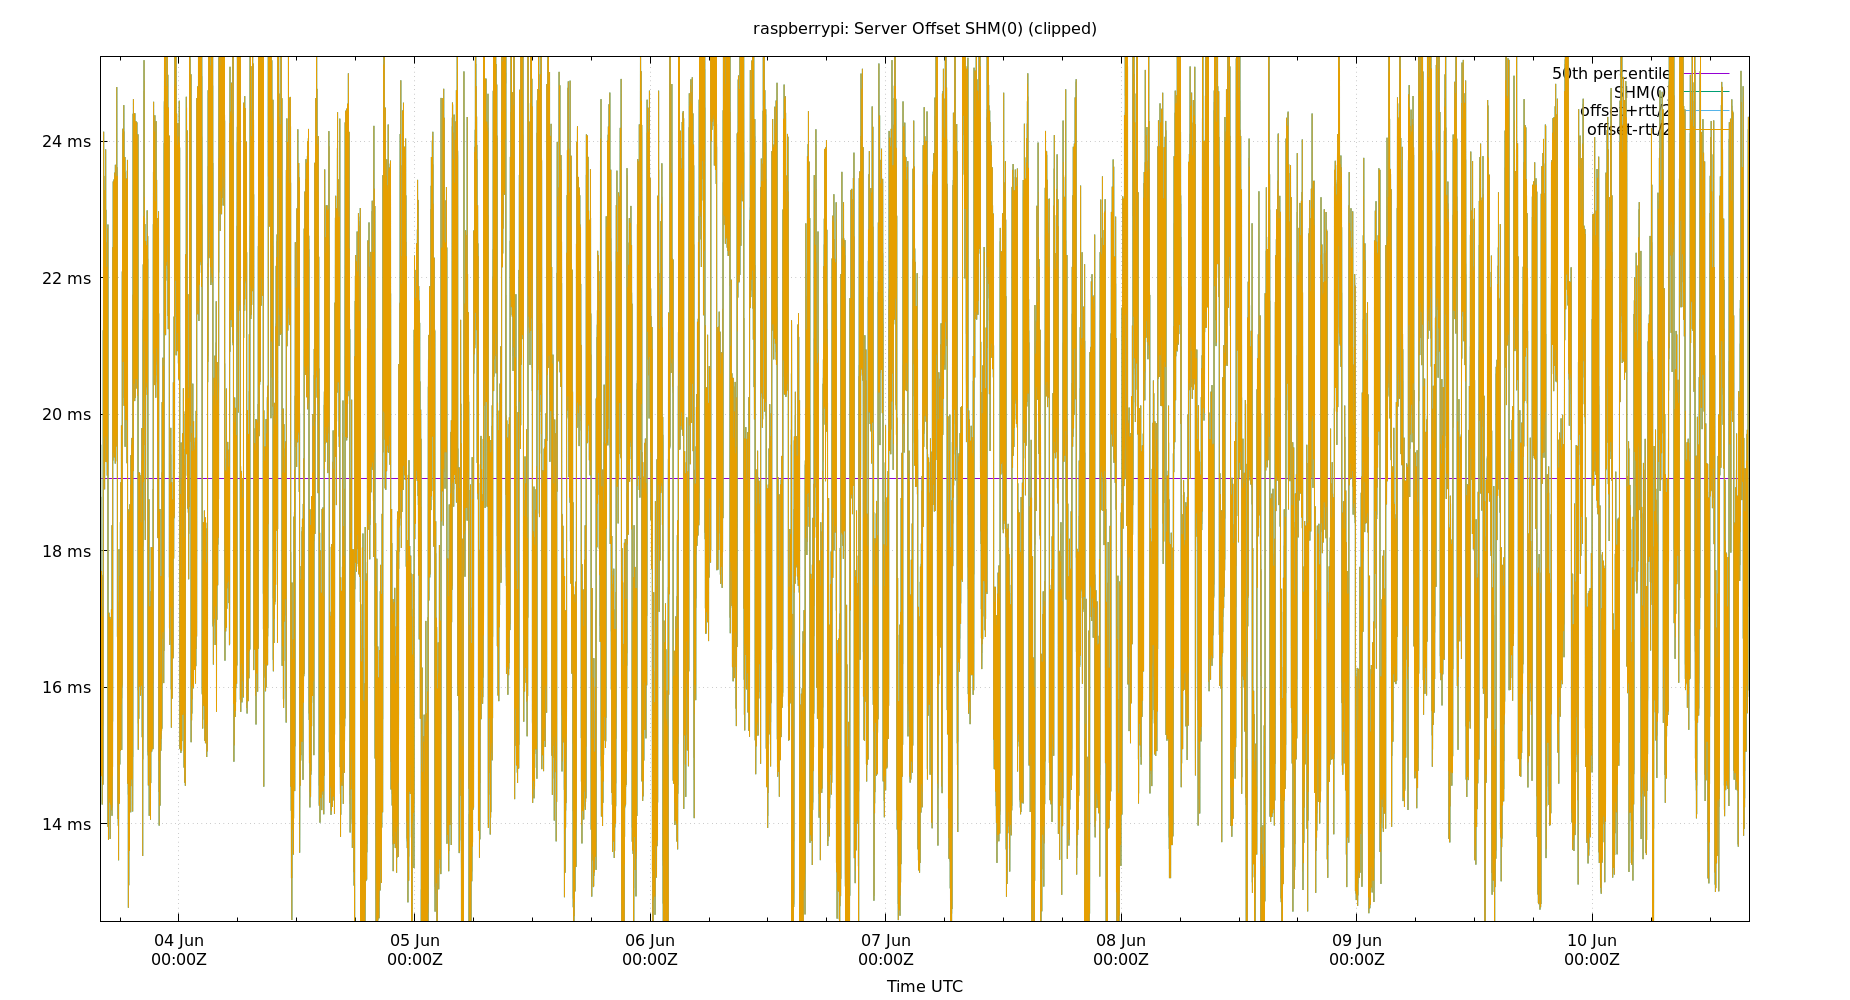 raspberrypi: Server Offset SHM(0) (clipped)
50th percentile
SHM(0)
offset+rtt/2
offset-rtt/2
24 ms
22 ms
20 ms
18 ms
16 ms
14 ms
04 Jun 05 Jun 06 Jun 07 Jun 08 Jun 09 Jun 10 Jun
00:00Z 00:00Z 00:00Z 00:00Z 00:00Z 00:00Z 00:00Z
Time UTC